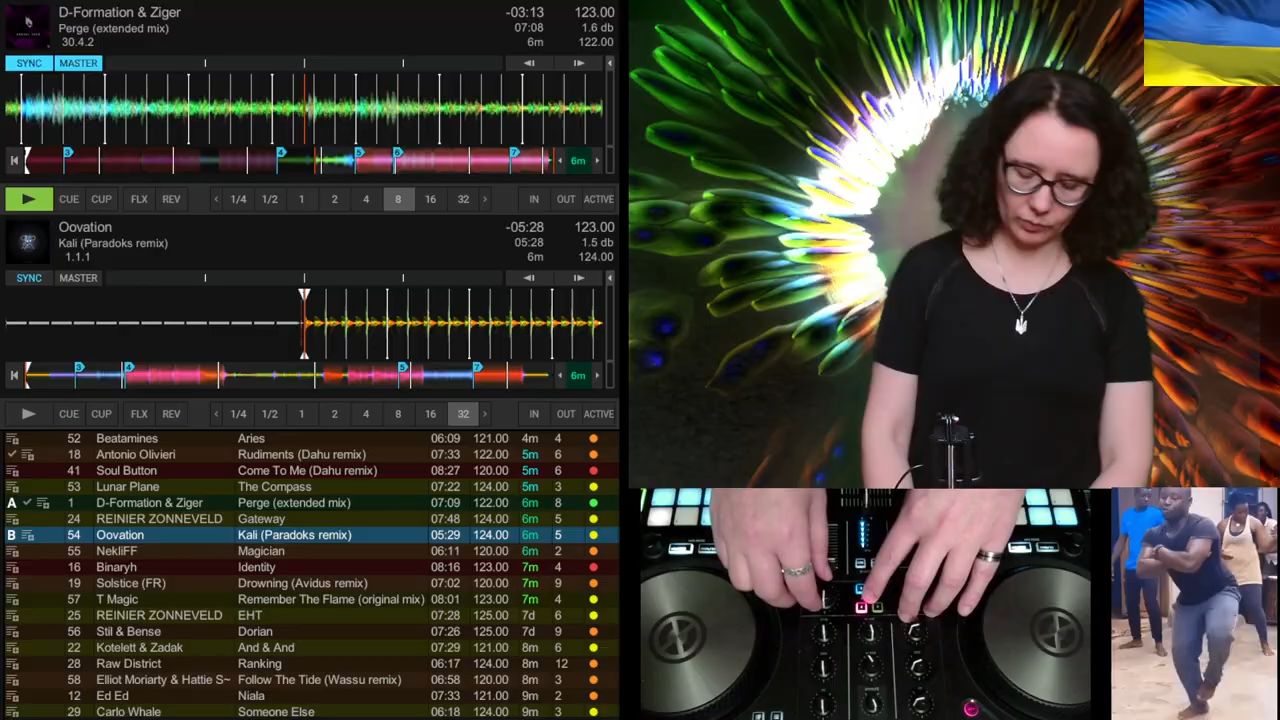 D-Formation & Ziger -03:13 123.00
Perge (extended mix) 07:08 1.6 db
30.4.2 6m 122.00
SYNC MASTER
3 4 5 6 7 6m
CUE CUP FLX REV 1/4 1/2 1 2 4 8 16 32 IN OUT ACTIVE
Oovation -05:28 123.00
Kali (Paradoks remix) 05:28 1.5 db
1.1.1 6m 124.00
SYNC MASTER
3 4 5 7 6m
CUE CUP FLX REV 1/4 1/2 1 2 4 8 16 32 IN OUT ACTIVE
52 Beatamines Aries 06:09 121.00 4m 4
18 Antonio Olivieri Rudiments (Dahu remix) 07:33 122.00 5m 6
41 Soul Button Come To Me (Dahu remix) 08:27 120.00 5m 6
53 Lunar Plane The Compass 07:22 124.00 5m 3
A 1 D-Formation & Ziger Perge (extended mix) 07:09 122.00 6m 8
24 REINIER ZONNEVELD Gateway 07:48 124.00 6m 5
B 54 Oovation Kali (Paradoks remix) 05:29 124.00 6m 5
55 NekliFF Magician 06:11 120.00 6m 2
16 Binaryh Identity 08:16 123.00 7m 4
19 Solstice (FR) Drowning (Avidus remix) 07:02 120.00 7m 9
57 T Magic Remember The Flame (original mix) 08:01 123.00 7m 4
25 REINIER ZONNEVELD EHT 07:28 125.00 7d 6
56 Stil & Bense Dorian 07:26 125.00 7d 9
22 Kotelett & Zadak And And 07:29 121.00 8m 6
28 Raw District Ranking 06:17 124.00 8m 12
58 Elliot Moriarty & Hattie S~ Follow The Tide (Wassu remix) 06:58 120.00 8m 3
12 Ed Ed Niala 07:33 121.00 9m 2
29 Carlo Whale Someone Else 06:18 124.00 9m 3